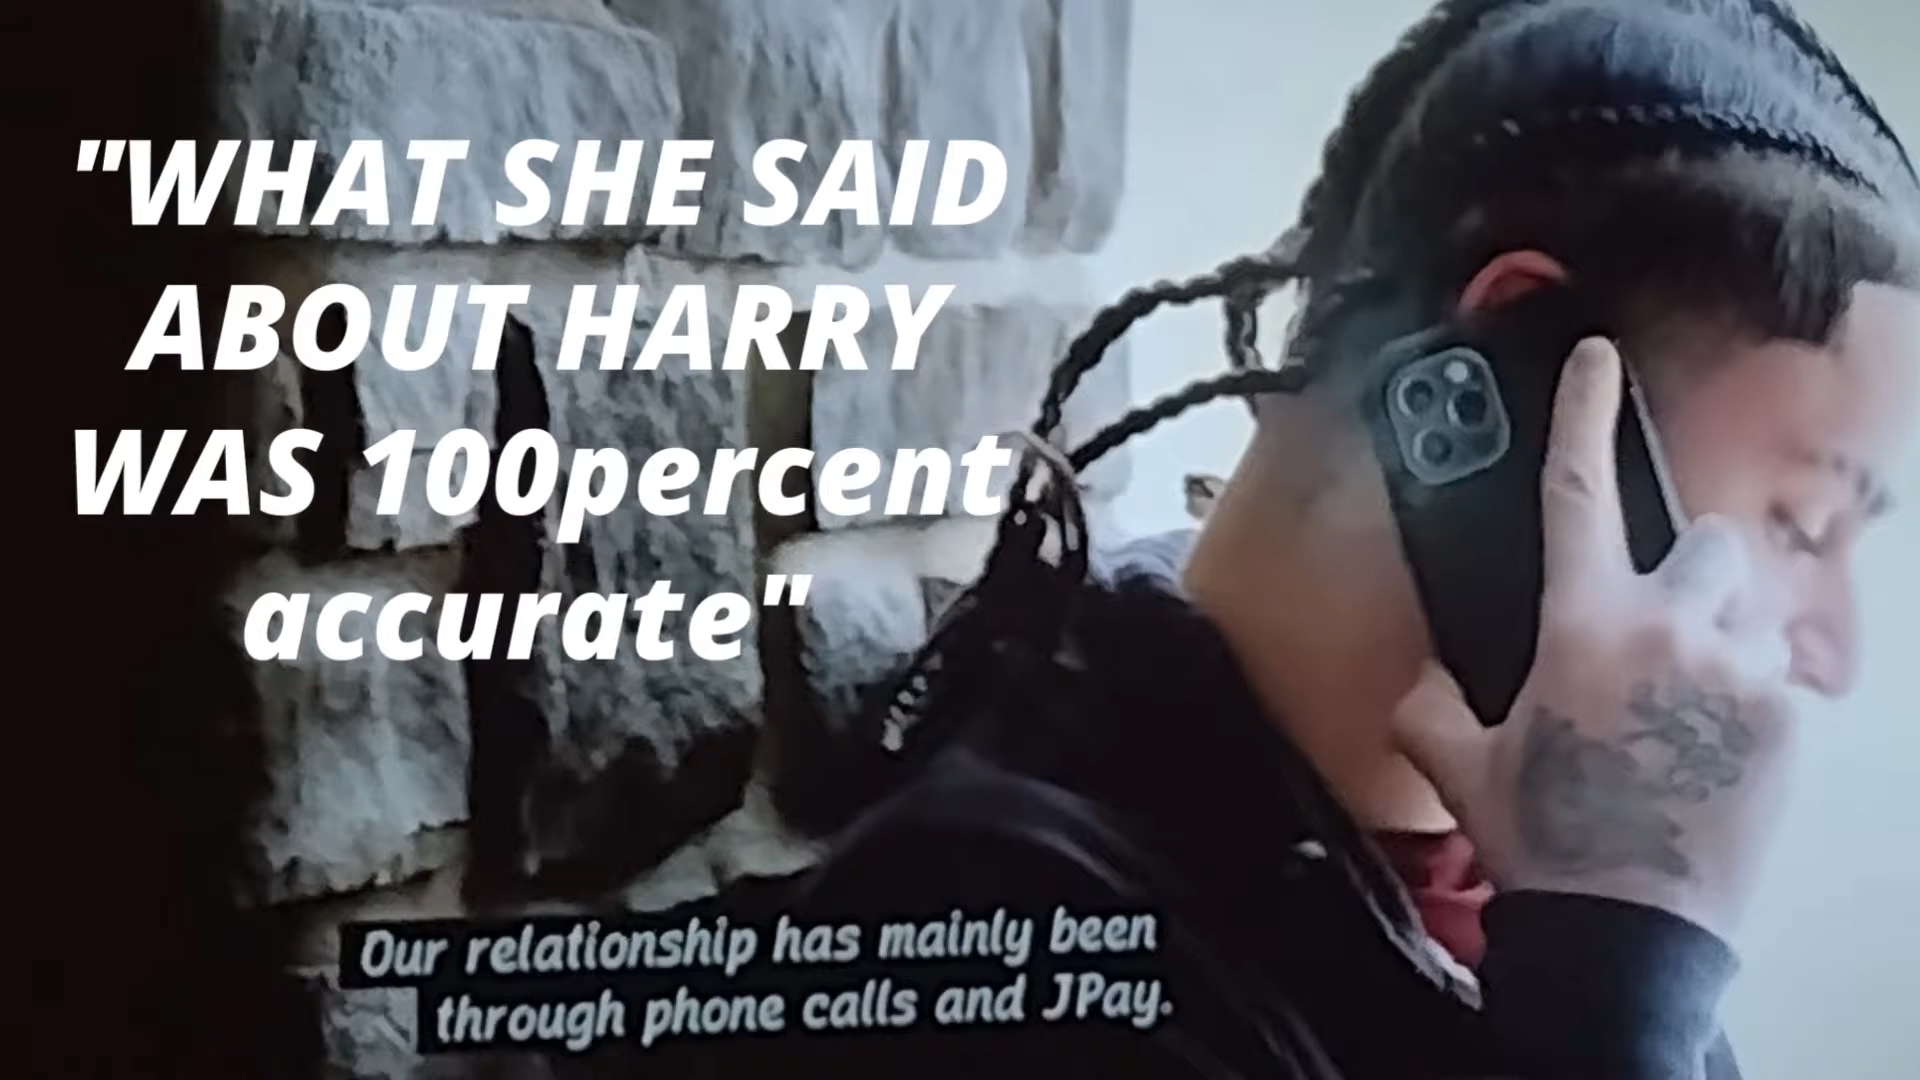 "WHAT SHE SAID
ABOUT HARRY
WAS 100percent
accurate"
Our relationship has mainly been
through phone calls and JPay.